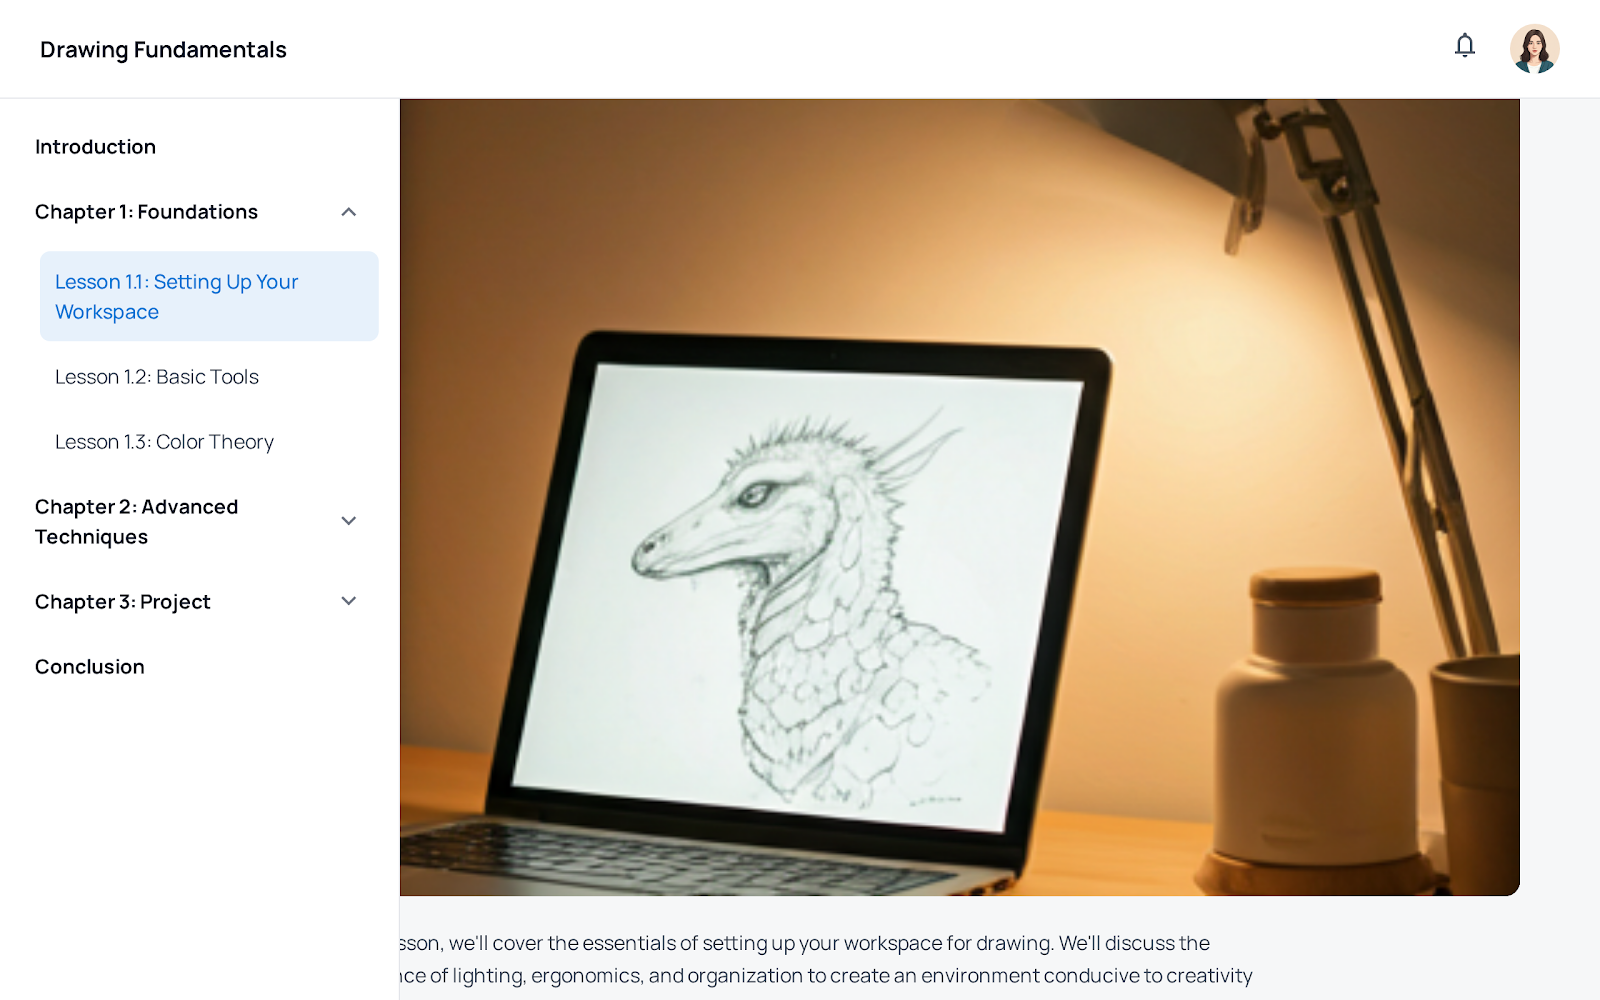 Drawing Fundamentals
Introduction
Chapter 1: Foundations
Lesson 1.1: Setting Up Your
Workspace
Lesson 1.2: Basic Tools
Lesson 1.3: Color Theory
Chapter 2: Advanced
Techniques
Chapter 3: Project
Conclusion
sson, we'll cover the essentials of setting up your workspace for drawing. We'll discuss the
nce of lighting, ergonomics, and organization to create an environment conducive to creativity